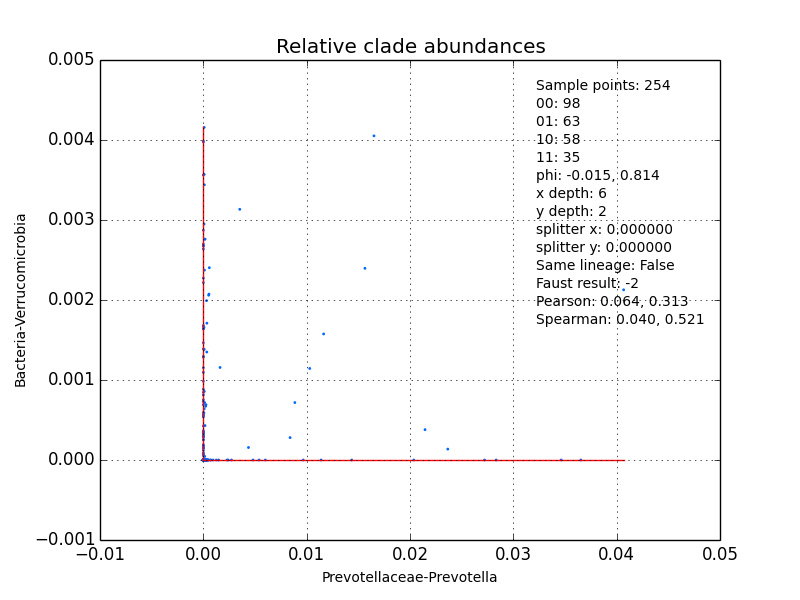 Relative clade abundances
0.005
0.004
0.003
0.002
0.001
0.000
−0.001
Bacteria-Verrucomicrobia
Sample points: 254
00: 98
01: 63
10: 58
11: 35
phi: -0.015, 0.814
x depth: 6
y depth: 2
splitter x: 0.000000
splitter y: 0.000000
Same lineage: False
Faust result: -2
Pearson: 0.064, 0.313
Spearman: 0.040, 0.521
−0.01 0.00 0.01 0.02 0.03 0.04 0.05
Prevotellaceae-Prevotella